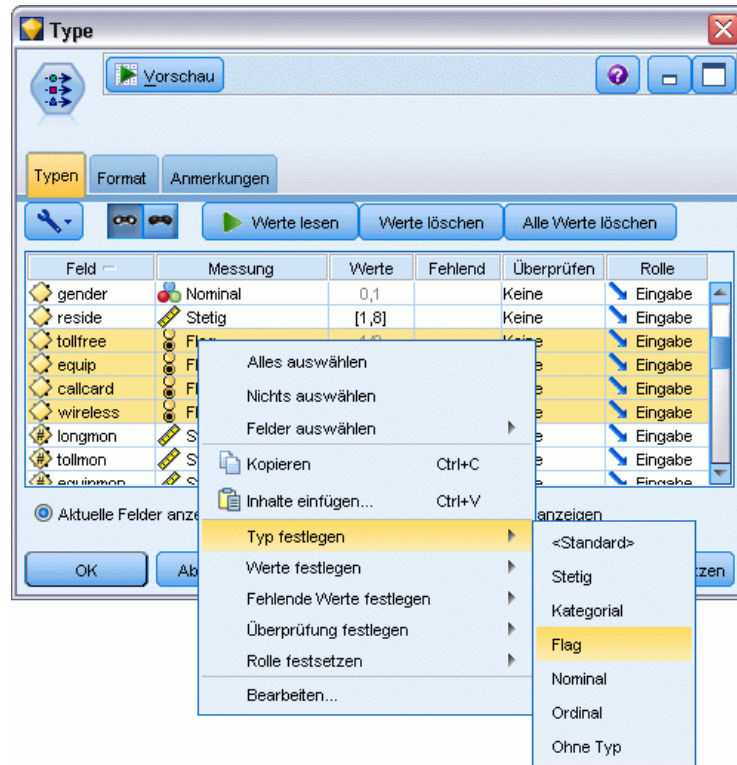 Type
Vorschau
Typen Format Anmerkungen
Werte lesen Werte löschen Alle Werte löschen
Feld Messung Werte Fehlend Überprüfen Rolle
gender Nominal 0,1 Keine Eingabe
reside Stetig [1,8] Keine Eingabe
tollfree Eingabe
equip Eingabe
callcard Eingabe
wireless Eingabe
longmon Eingabe
tollmon Eingabe
Alles auswählen
Nichts auswählen
Felder auswählen
Kopieren Ctrl+C
Inhalte einfügen... Ctrl+V
Typ festlegen
Werte festlegen
Fehlende Werte festlegen
Überprüfung festlegen
Rolle festsetzen
Bearbeiten...
Aktuelle Felder anzeigen
OK
<Standard>
Stetig
Kategorial
Flag
Nominal
Ordinal
Ohne Typ